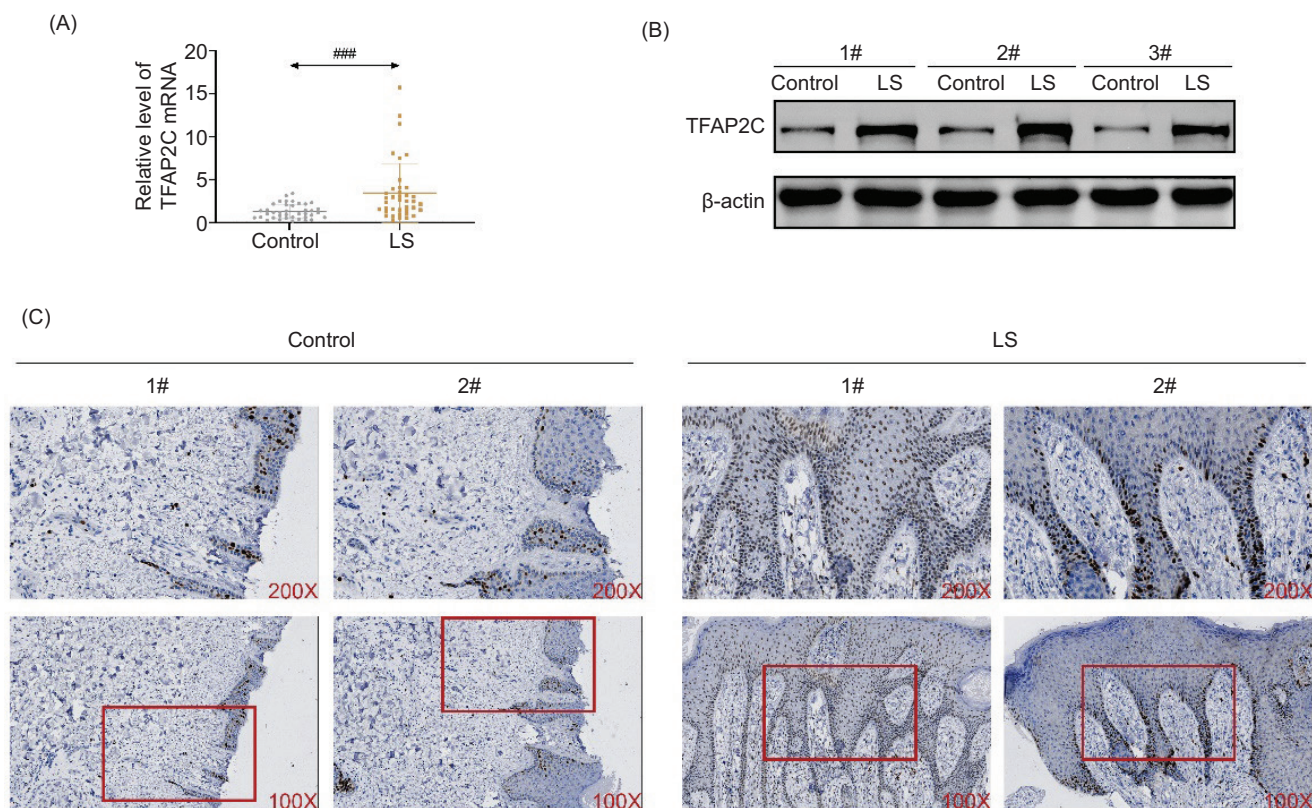 (A)
Relative level of
TFAP2C mRNA
20
15
10
5
0
###
Control
LS
(B)
1#
2#
3#
Control
LS
Control
LS
Control
LS
TFAP2C
β-actin
(C)
Control
LS
1#
2#
1#
2#
200X
200X
200X
200X
100X
100X
100X
100X